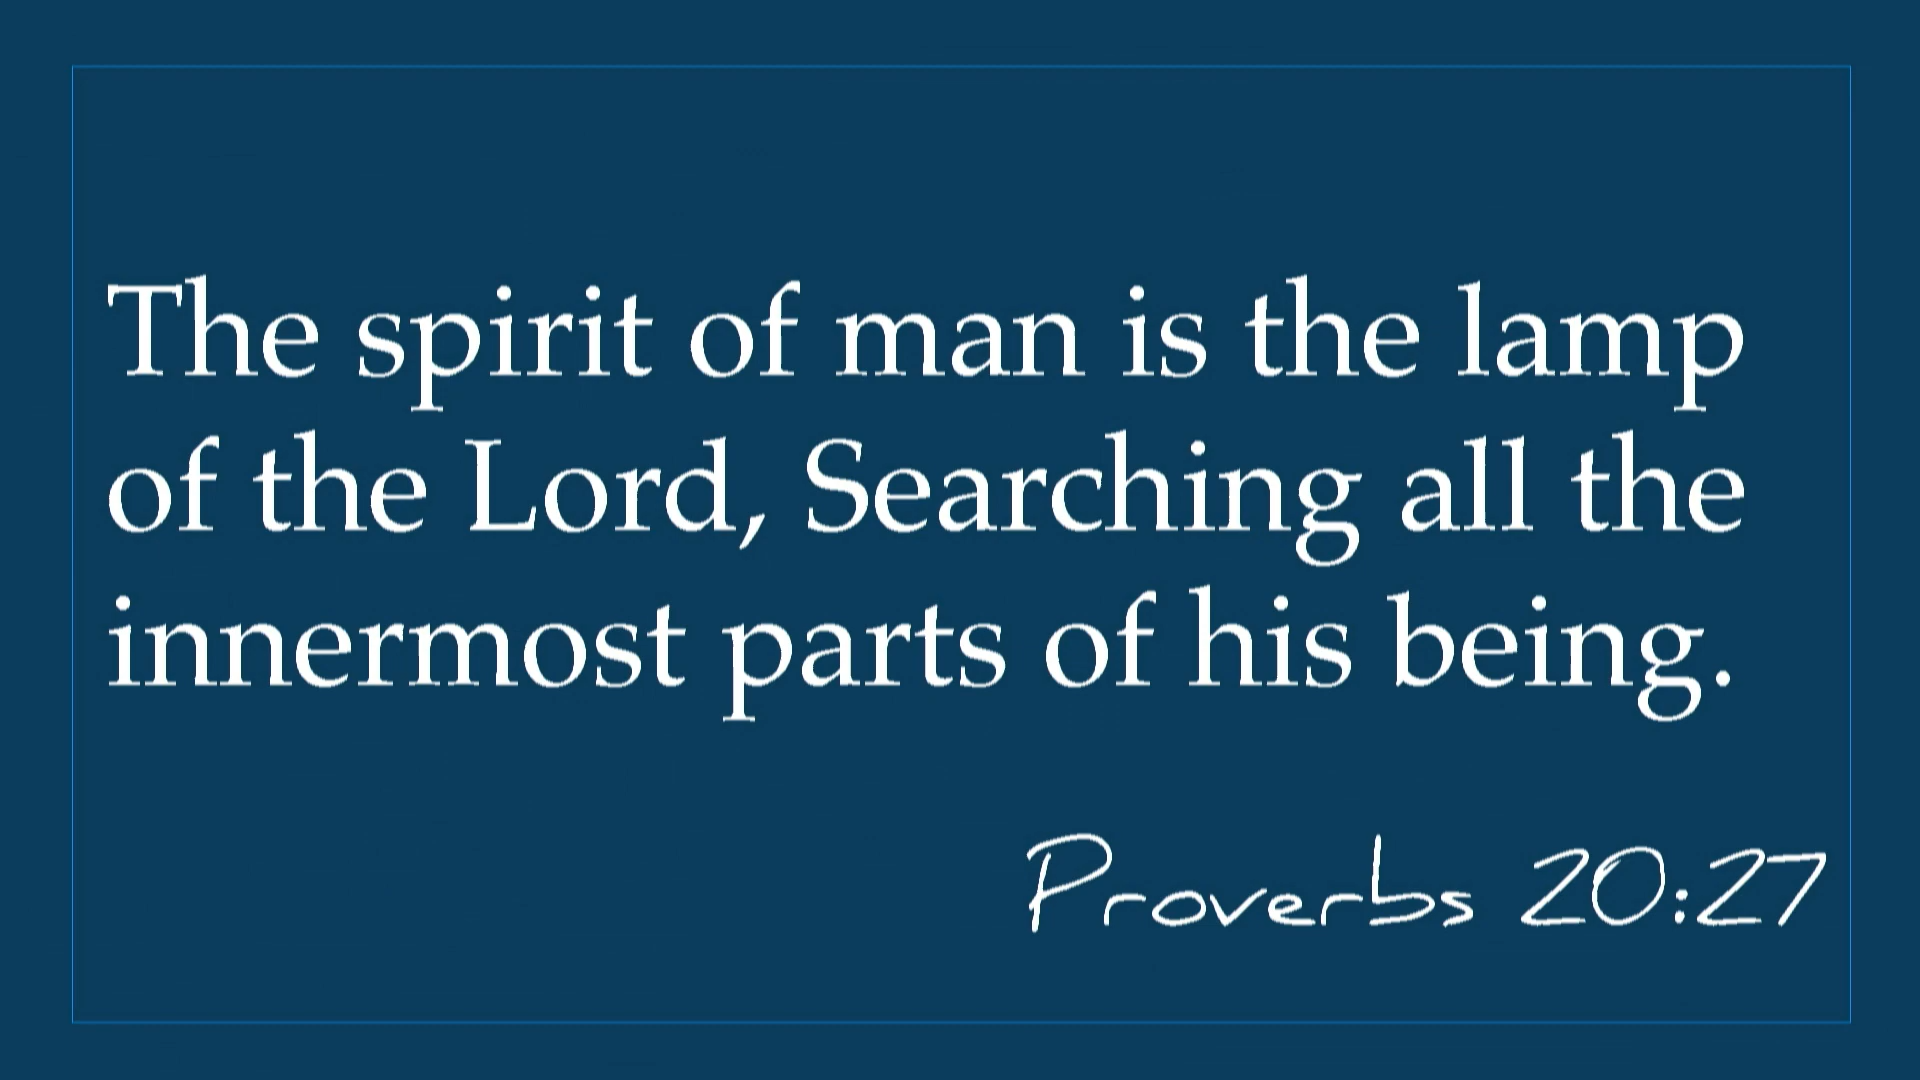 The spirit of man is the lamp
of the Lord, Searching all the
innermost parts of his being.
Proverbs 20:27